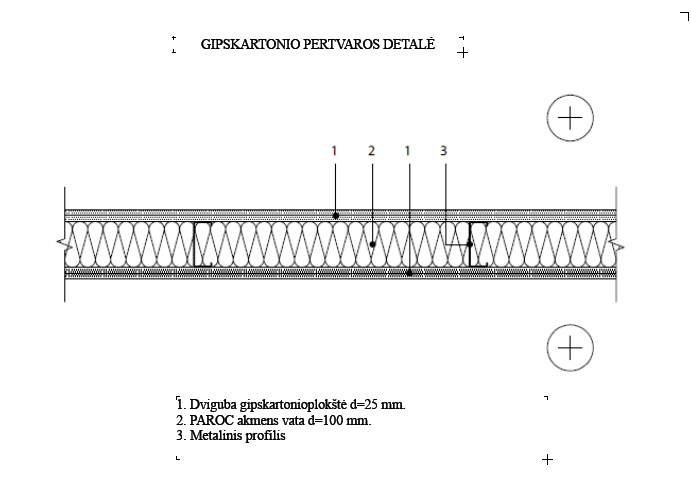 GIPSKARTONIO PERTVAROS DETALĖ
1 2 1 3
1. Dviguba gipskartonioplokštė d=25 mm.
2. PAROC akmens vata d=100 mm.
3. Metalinis profilis